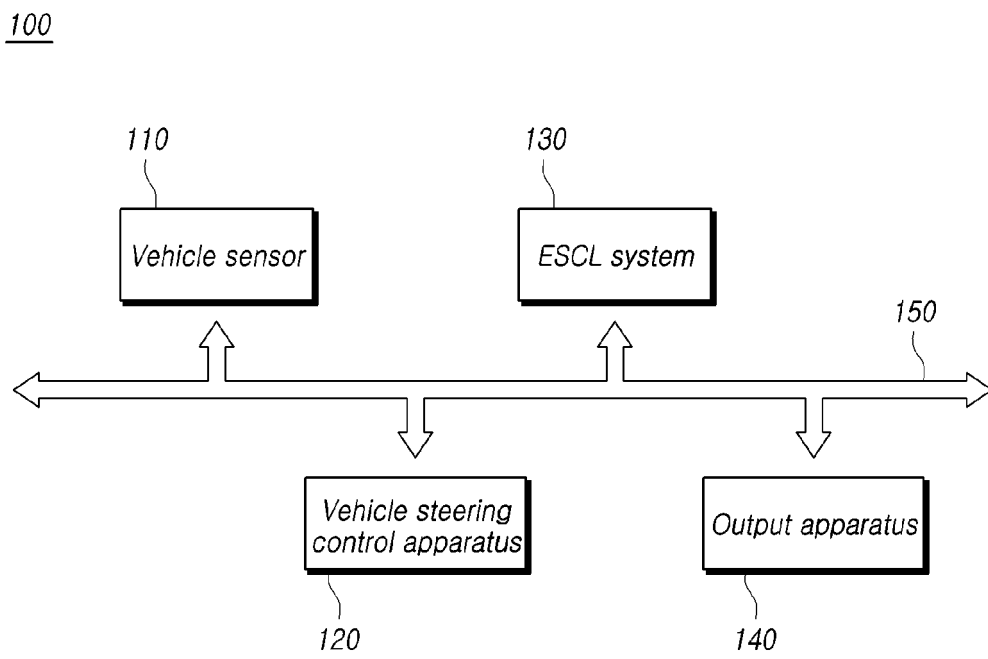 100
110
130
Vehicle sensor
ESCL system
150
Vehicle steering
control apparatus
Output apparatus
120
140